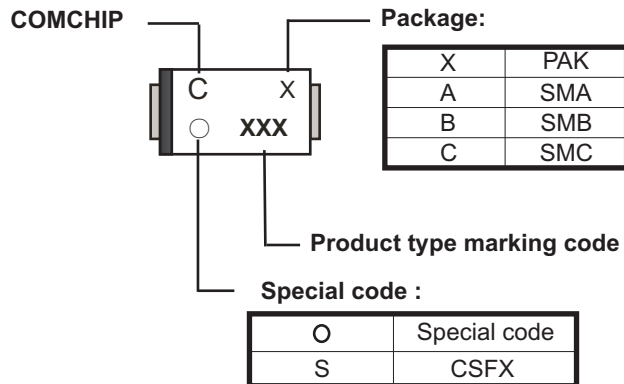 COMCHIP
Package:
C X
○ XXX
X PAK
A SMA
B SMB
C SMC
Product type marking code
Special code :
O Special code
S CSFX